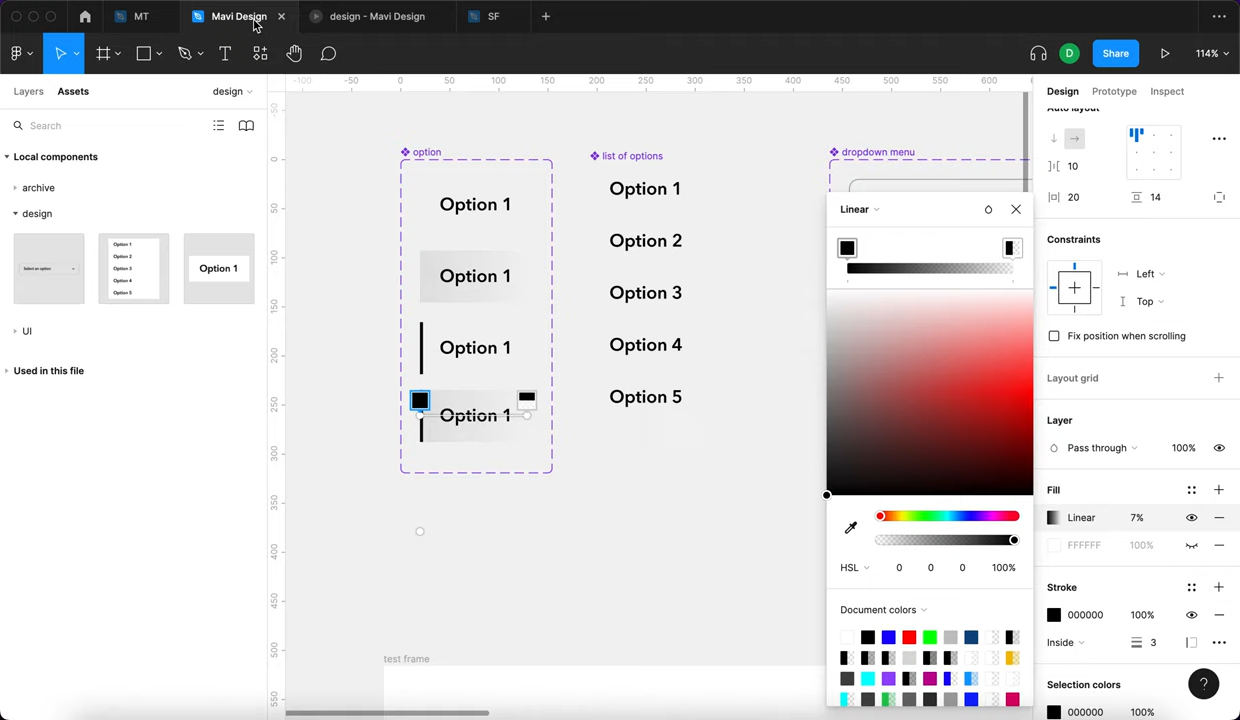 MT
Mavi Design
design - Mavi Design
SF
D
Share
114%
Layers
Assets
design
Search
Local components
archive
design
Select an option
Option 1
Option 2
Option 3
Option 4
Option 5
Option 1
UI
Used in this file
-100
-50
0
50
100
150
200
250
300
350
400
450
500
550
600
-50
0
50
100
150
200
250
300
350
400
450
500
550
option
Option 1
Option 1
Option 1
Option 1
list of options
Option 1
Option 2
Option 3
Option 4
Option 5
dropdown menu
test frame
Linear
HSL
0
0
0
100%
Document colors
Design
Prototype
Inspect
Auto layout
10
20
14
Constraints
Left
Top
Fix position when scrolling
Layout grid
Layer
Pass through
100%
Fill
Linear
7%
FFFFFF
100%
Stroke
000000
100%
Inside
3
Selection colors
000000
100%
?